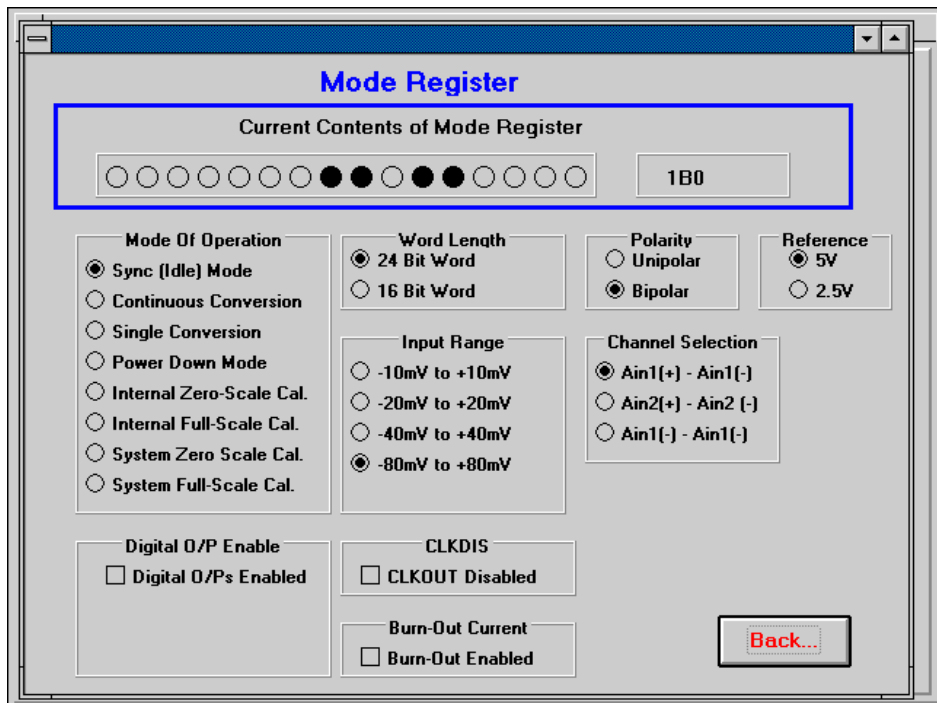 Mode Register
Current Contents of Mode Register
1B0
Mode Of Operation
Sync (Idle) Mode
Continuous Conversion
Single Conversion
Power Down Mode
Internal Zero-Scale Cal.
Internal Full-Scale Cal.
System Zero Scale Cal.
System Full-Scale Cal.
Word Length
24 Bit Word
16 Bit Word
Polarity
Unipolar
Bipolar
Reference
5V
2.5V
Input Range
-10mV to +10mV
-20mV to +20mV
-40mV to +40mV
-80mV to +80mV
Channel Selection
Ain1(+) - Ain1(-)
Ain2(+) - Ain2 (-)
Ain1(-) - Ain1(-)
Digital O/P Enable
Digital O/Ps Enabled
CLKDIS
CLKOUT Disabled
Burn-Out Current
Burn-Out Enabled
Back...